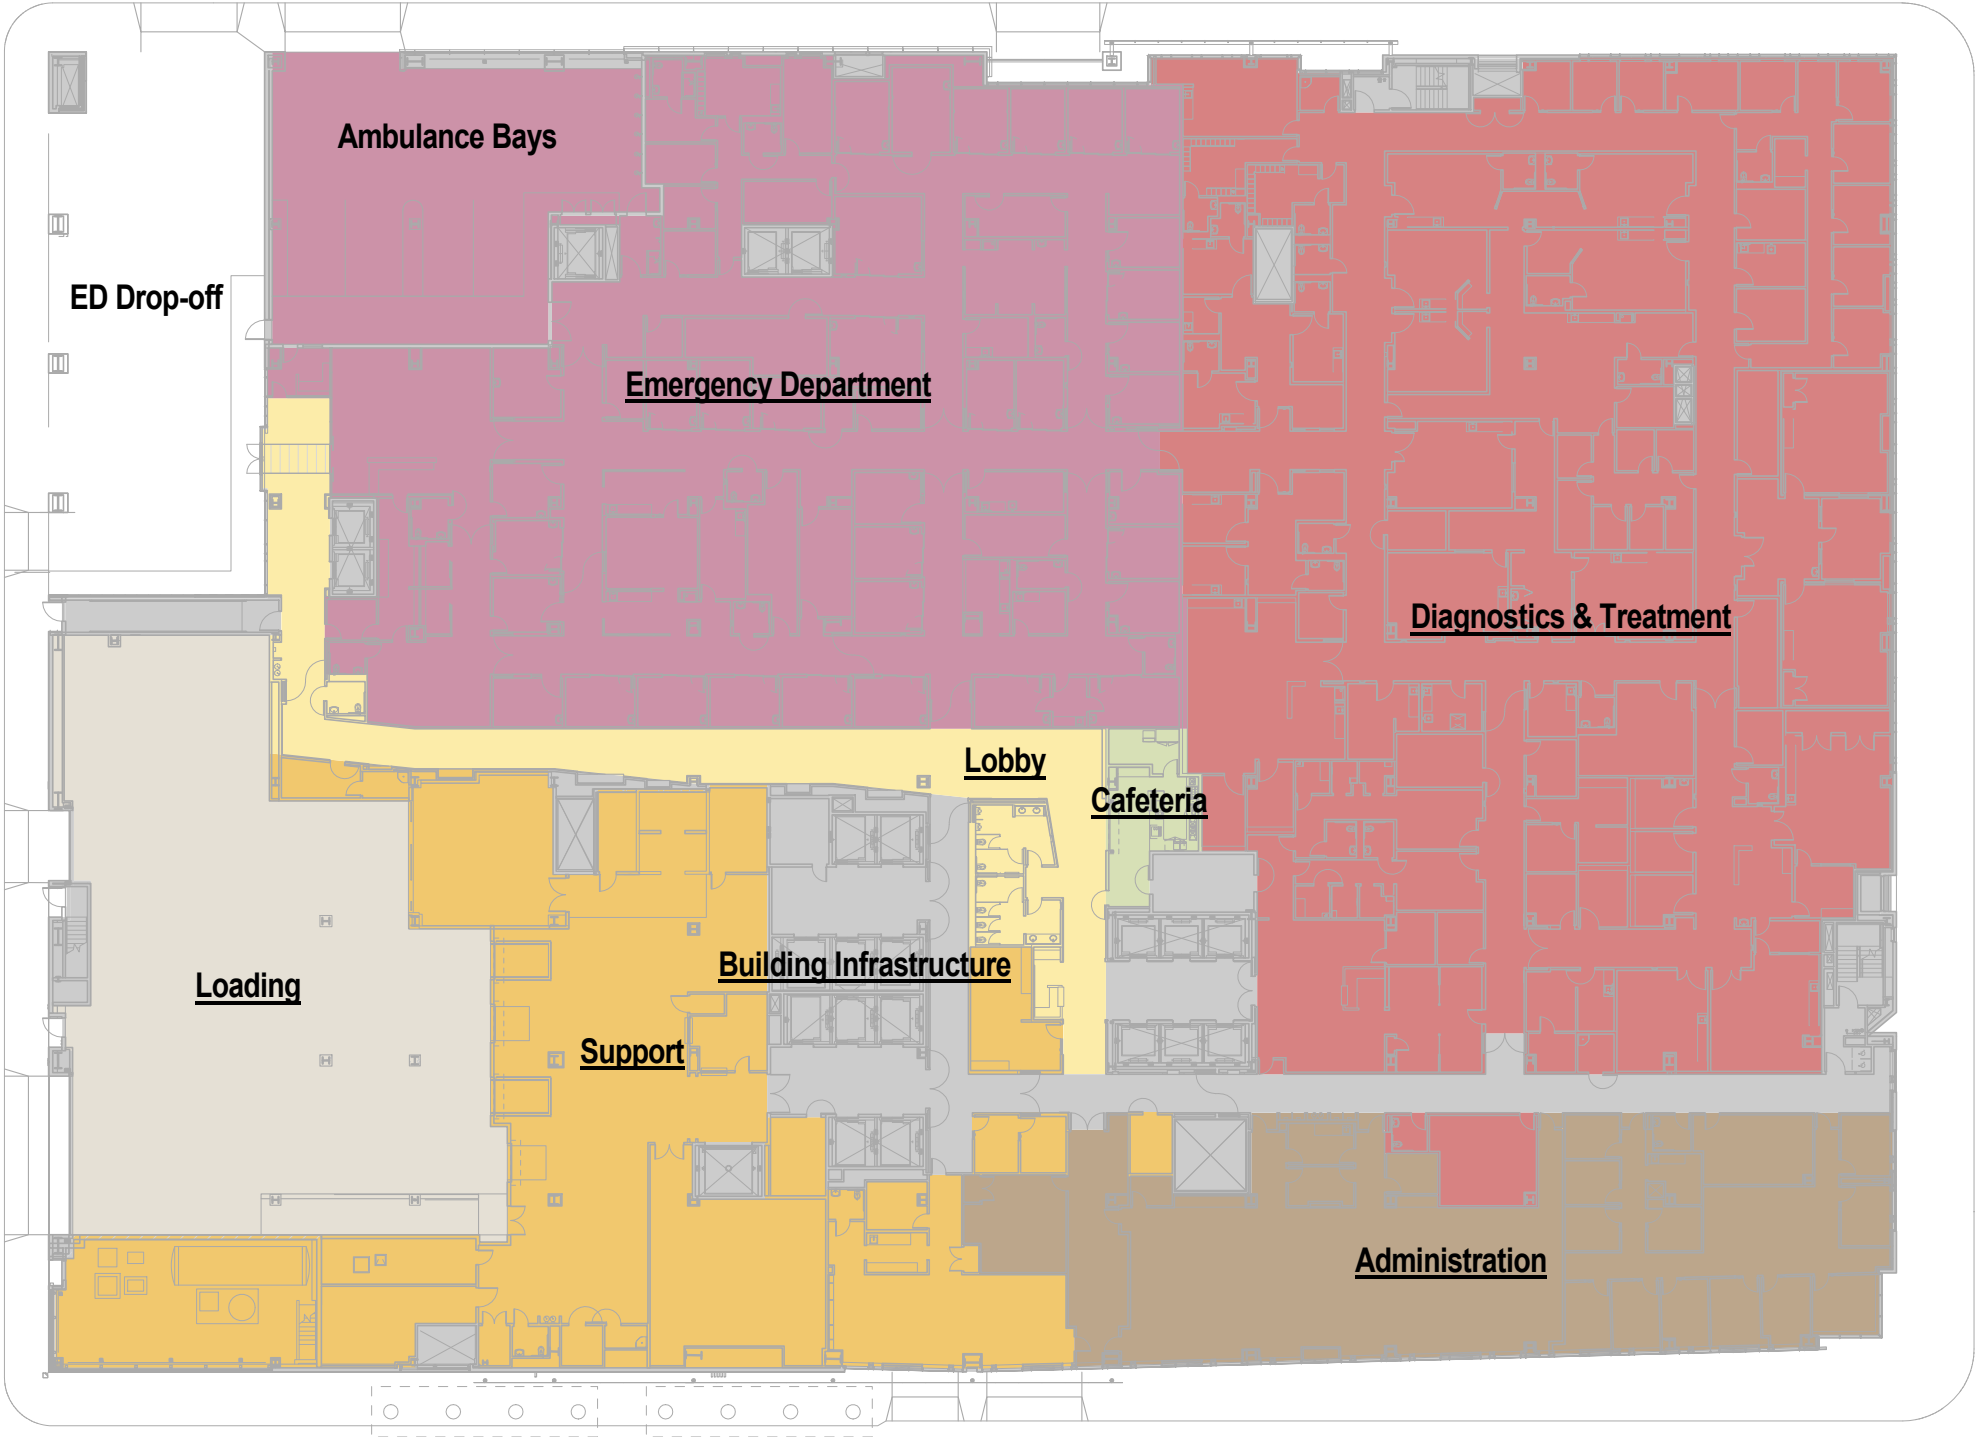 Ambulance Bays
ED Drop-off
Emergency Department
Diagnostics & Treatment
Lobby
Cafeteria
Building Infrastructure
Loading
Support
Administration